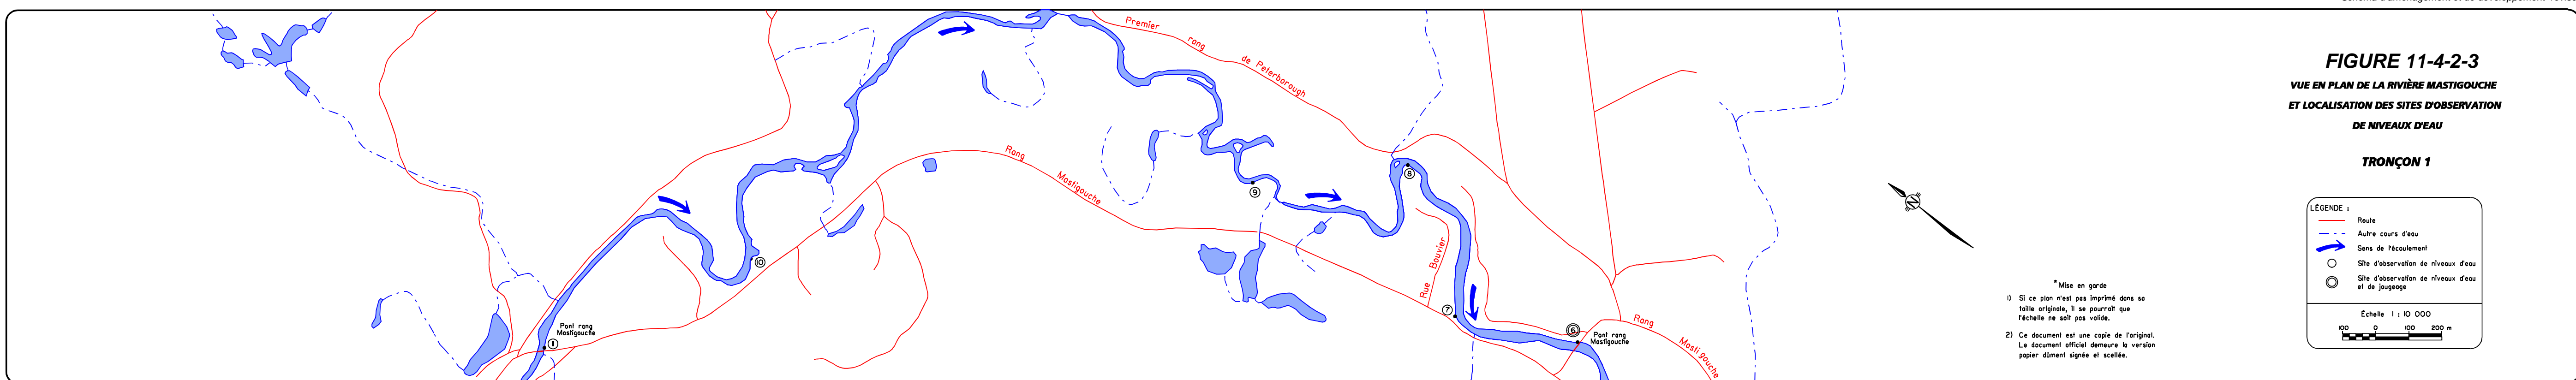 FIGURE 11-4-2-3
VUE EN PLAN DE LA RIVIÈRE MASTIGOUCHE
ET LOCALISATION DES SITES D'OBSERVATION
DE NIVEAUX D'EAU
TRONÇON 1
Premier
rang
de Peterborough
Rang
Mastigouche
Rue Bouvier
Rang
Mastigouche
Pont rang
Mastigouche
11
10
9
8
7
6
Pont rang
Mastigouche
N
* Mise en garde
1) Si ce plan n'est pas imprimé dans sa
taille originale, il se pourrait que
l'échelle ne soit pas valide.
2) Ce document est une copie de l'original.
Le document officiel demeure la version
papier dûment signée et scellée.
LÉGENDE :
Route
Autre cours d'eau
Sens de l'écoulement
Site d'observation de niveaux d'eau
Site d'observation de niveaux d'eau
et de jaugeage
Échelle 1 : 10 000
100 0 100 200 m